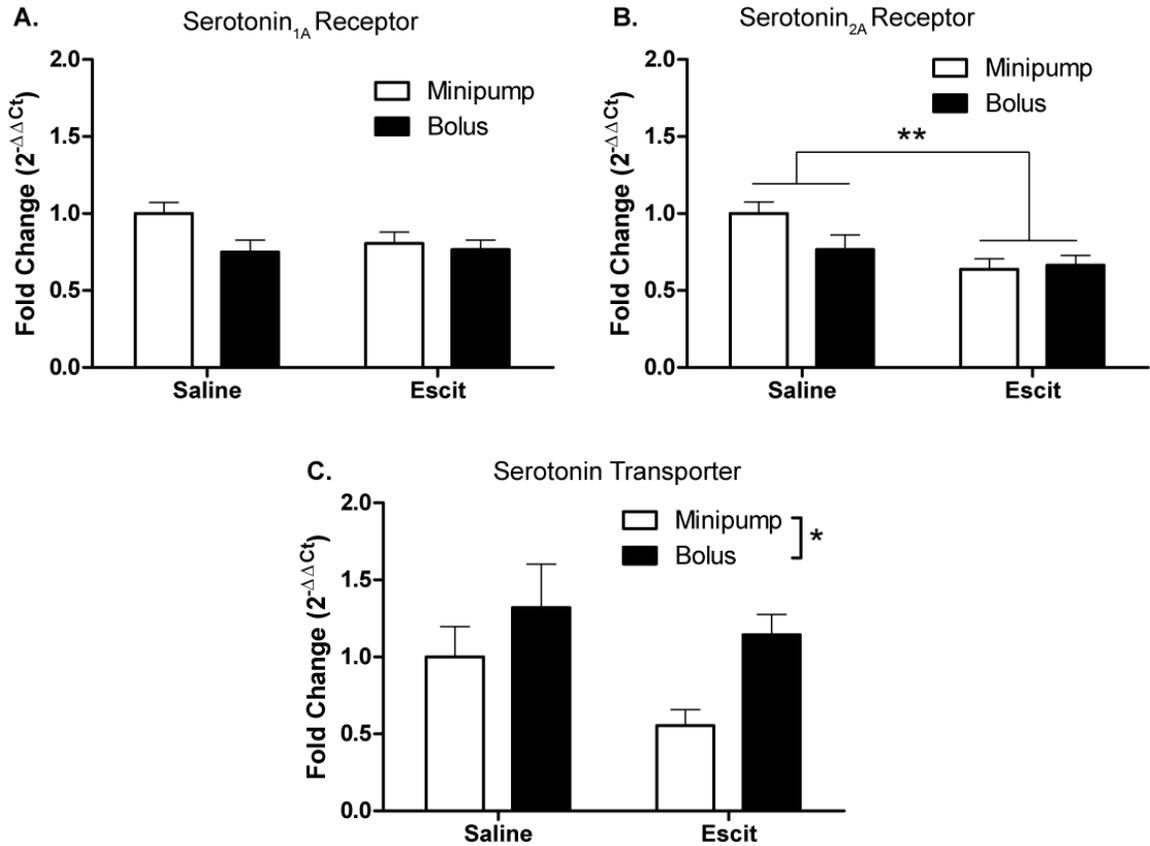 A.
Serotonin1A Receptor
Fold Change (2-ΔΔCt)
2.0
1.5
1.0
0.5
0.0
Minipump
Bolus
Saline Escit
B.
Serotonin2A Receptor
Fold Change (2-ΔΔCt)
2.0
1.5
1.0
0.5
0.0
Minipump
Bolus
**
Saline Escit
C.
Serotonin Transporter
Fold Change (2-ΔΔCt)
2.0
1.5
1.0
0.5
0.0
Minipump
Bolus
*
Saline Escit